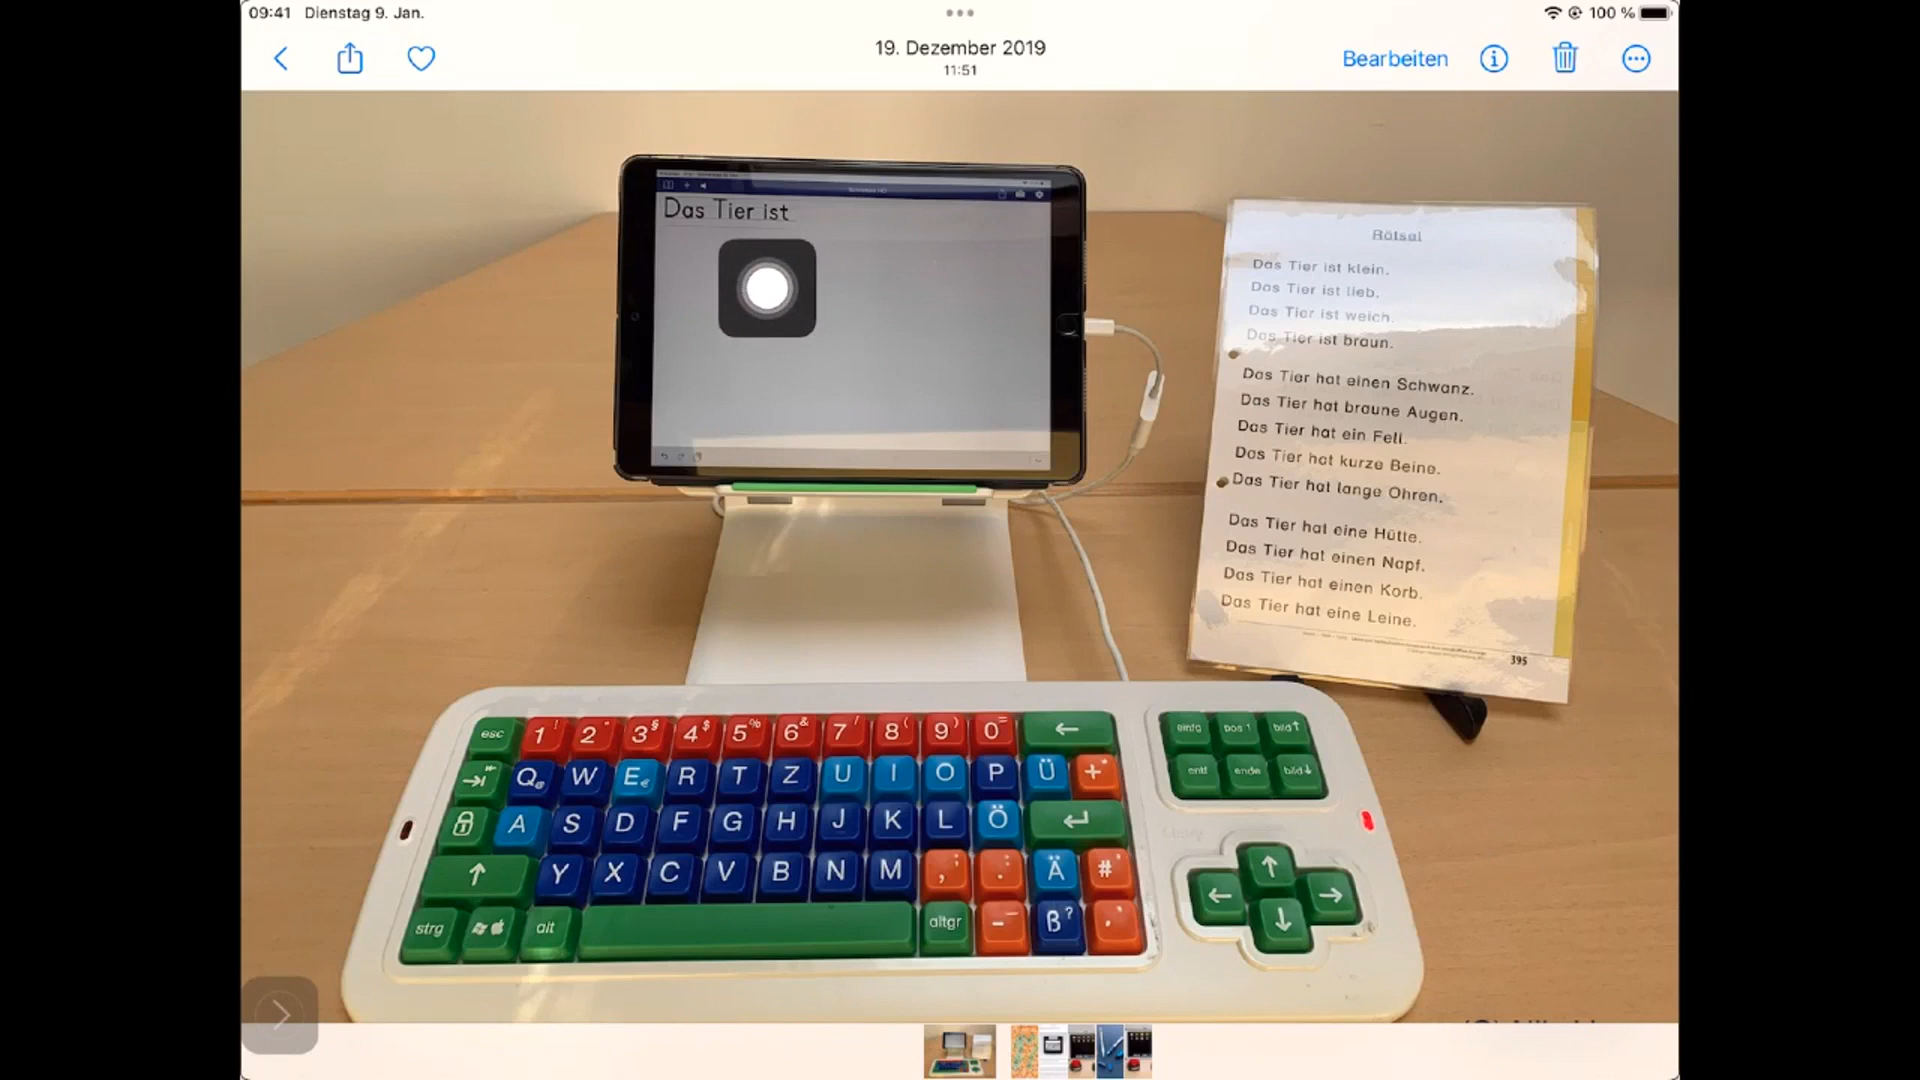 09:41 Dienstag 9. Jan.
100 %
19. Dezember 2019
11:51
Bearbeiten
Das Tier ist
Rätsel
Das Tier ist klein.
Das Tier ist lieb.
Das Tier ist weich.
Das Tier ist braun.
Das Tier hat einen Schwanz.
Das Tier hat braune Augen.
Das Tier hat ein Fell.
Das Tier hat kurze Beine.
Das Tier hat lange Ohren.
Das Tier hat eine Hütte.
Das Tier hat einen Napf.
Das Tier hat einen Korb.
Das Tier hat eine Leine.
395
esc 1 ! 2 " 3 § 4 $ 5 % 6 & 7 / 8 ( 9 ) 0 = ←
Q @ W E € R T Z U I O P Ü + *
A S D F G H J K L Ö
↑ Y X C V B N M , ; . : Ä # '
strg alt altgr - _ ß ?
einfg pos 1 bild↑
entf ende bild↓
↑
← →
↓